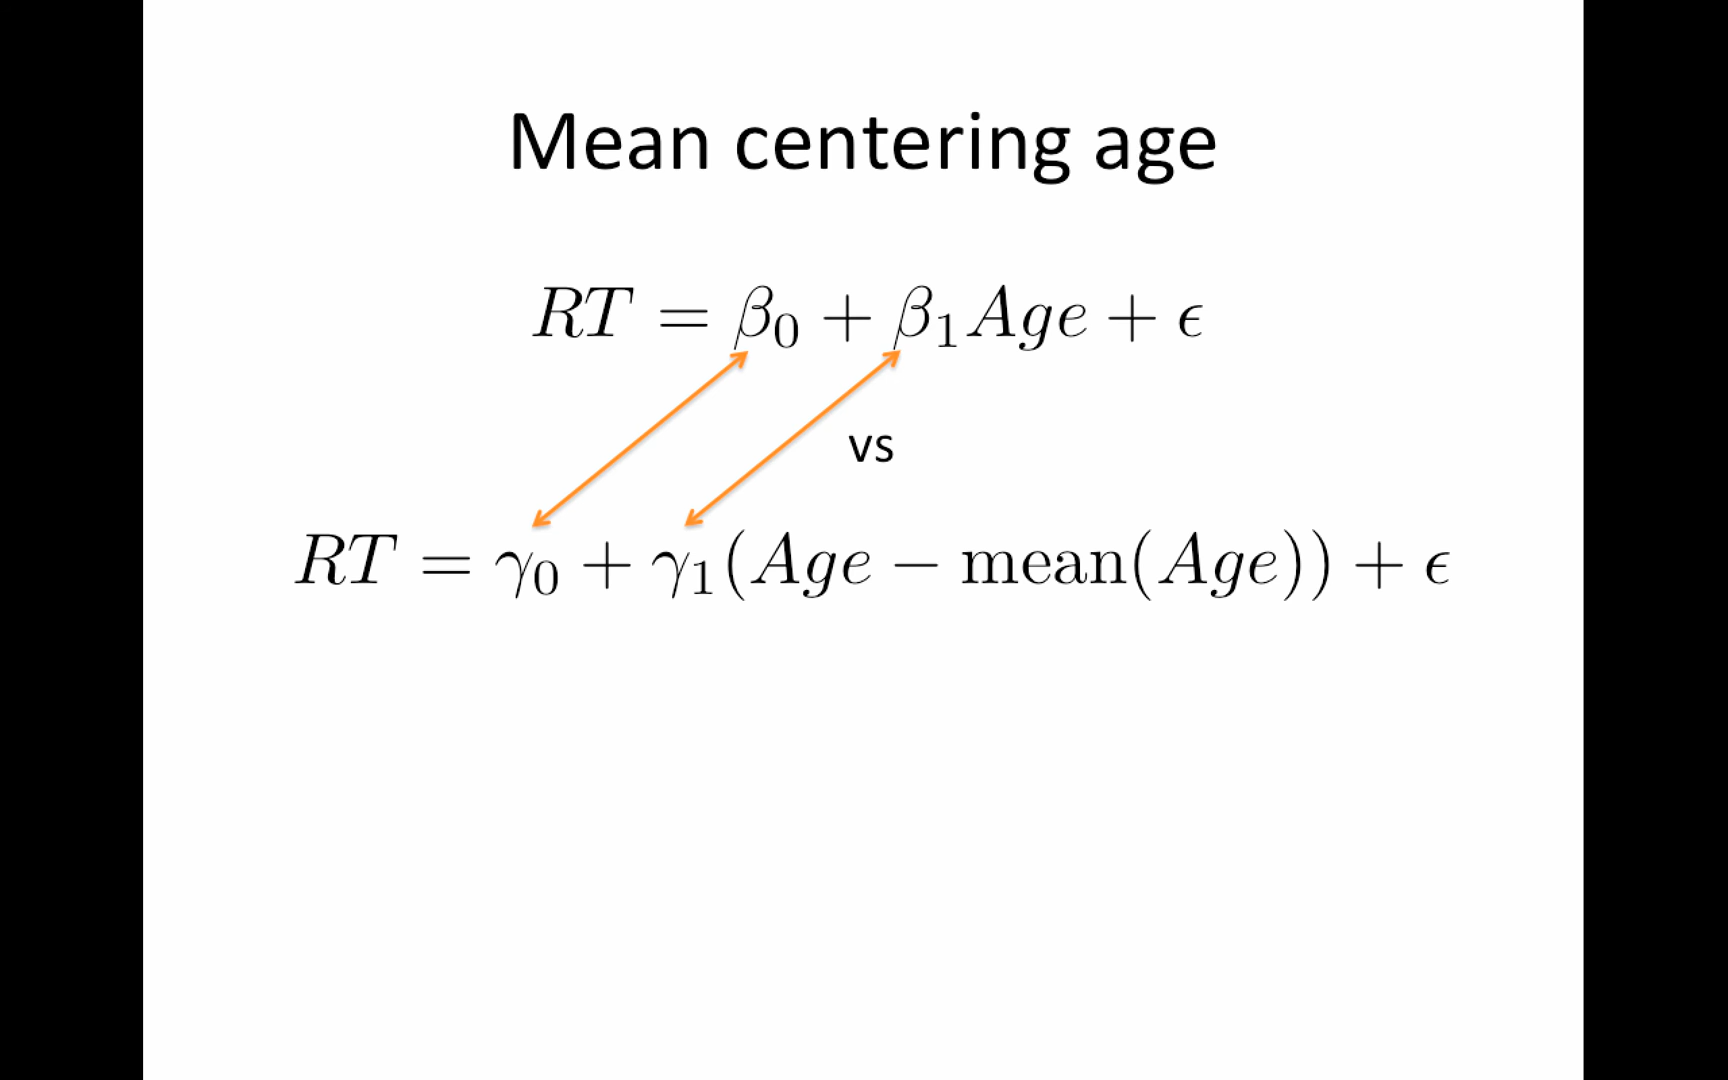 Mean centering age
RT = β₀ + β₁Age + ϵ
vs
RT = γ₀ + γ₁(Age − mean(Age)) + ϵ